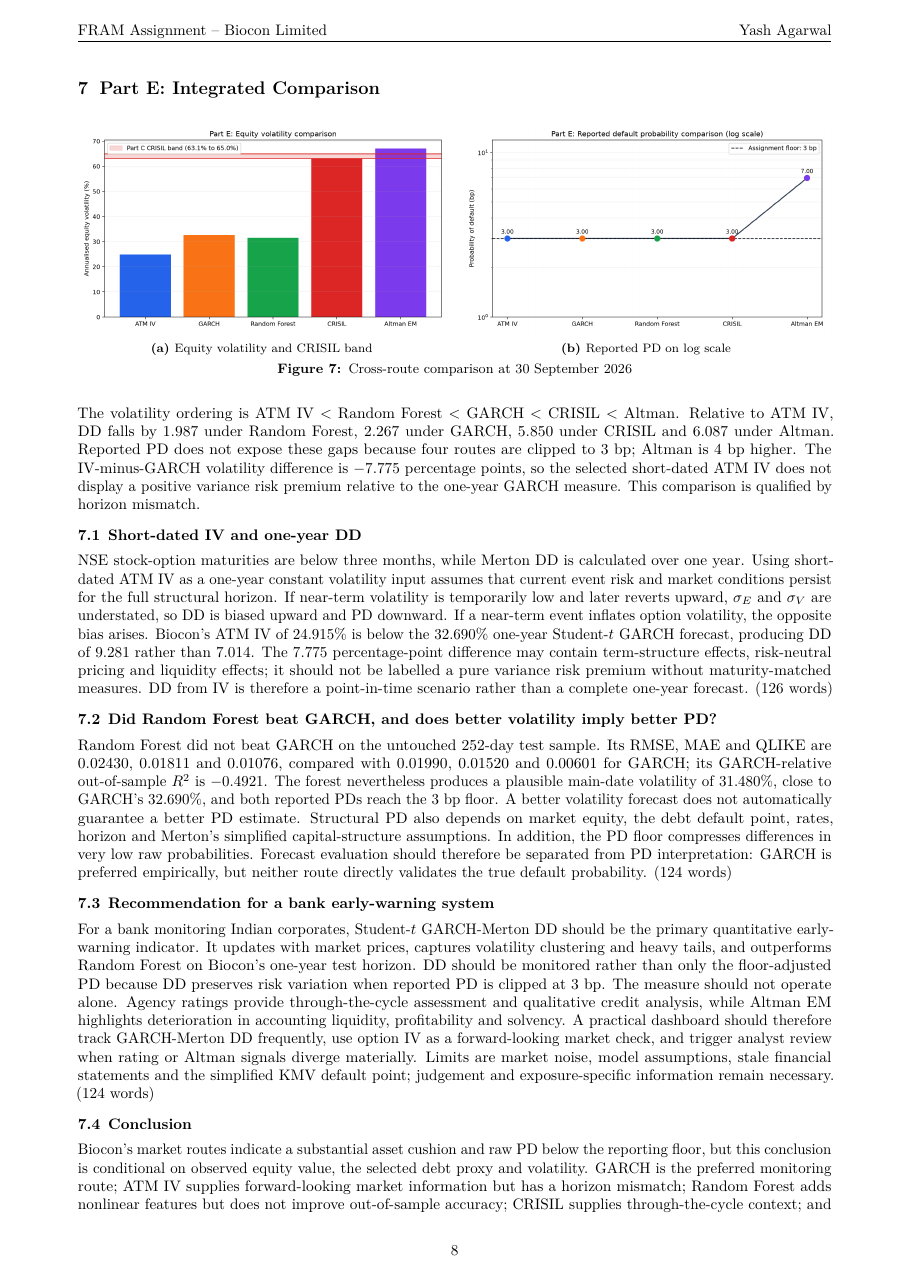 FRAM Assignment – Biocon Limited
Yash Agarwal
7 Part E: Integrated Comparison
Part E: Equity volatility comparison
Part C CRISIL band (63.1% to 65.0%)
Annualised equity volatility (%)
70
60
50
40
30
20
10
0
ATM IV
GARCH
Random Forest
CRISIL
Altman EM
(a) Equity volatility and CRISIL band
Part E: Reported default probability comparison (log scale)
Assignment floor: 3 bp
Probability of default (bp)
10¹
10⁰
3.00
3.00
3.00
3.00
7.00
ATM IV
GARCH
Random Forest
CRISIL
Altman EM
(b) Reported PD on log scale
Figure 7: Cross-route comparison at 30 September 2026
The volatility ordering is ATM IV < Random Forest < GARCH < CRISIL < Altman. Relative to ATM IV,
DD falls by 1.987 under Random Forest, 2.267 under GARCH, 5.850 under CRISIL and 6.087 under Altman.
Reported PD does not expose these gaps because four routes are clipped to 3 bp; Altman is 4 bp higher. The
IV-minus-GARCH volatility difference is −7.775 percentage points, so the selected short-dated ATM IV does not
display a positive variance risk premium relative to the one-year GARCH measure. This comparison is qualified by
horizon mismatch.
7.1 Short-dated IV and one-year DD
NSE stock-option maturities are below three months, while Merton DD is calculated over one year. Using short-
dated ATM IV as a one-year constant volatility input assumes that current event risk and market conditions persist
for the full structural horizon. If near-term volatility is temporarily low and later reverts upward, σ_E and σ_V are
understated, so DD is biased upward and PD downward. If a near-term event inflates option volatility, the opposite
bias arises. Biocon's ATM IV of 24.915% is below the 32.690% one-year Student-t GARCH forecast, producing DD
of 9.281 rather than 7.014. The 7.775 percentage-point difference may contain term-structure effects, risk-neutral
pricing and liquidity effects; it should not be labelled a pure variance risk premium without maturity-matched
measures. DD from IV is therefore a point-in-time scenario rather than a complete one-year forecast. (126 words)
7.2 Did Random Forest beat GARCH, and does better volatility imply better PD?
Random Forest did not beat GARCH on the untouched 252-day test sample. Its RMSE, MAE and QLIKE are
0.02430, 0.01811 and 0.01076, compared with 0.01990, 0.01520 and 0.00601 for GARCH; its GARCH-relative
out-of-sample R² is −0.4921. The forest nevertheless produces a plausible main-date volatility of 31.480%, close to
GARCH's 32.690%, and both reported PDs reach the 3 bp floor. A better volatility forecast does not automatically
guarantee a better PD estimate. Structural PD also depends on market equity, the debt default point, rates,
horizon and Merton's simplified capital-structure assumptions. In addition, the PD floor compresses differences in
very low raw probabilities. Forecast evaluation should therefore be separated from PD interpretation: GARCH is
preferred empirically, but neither route directly validates the true default probability. (124 words)
7.3 Recommendation for a bank early-warning system
For a bank monitoring Indian corporates, Student-t GARCH-Merton DD should be the primary quantitative early-
warning indicator. It updates with market prices, captures volatility clustering and heavy tails, and outperforms
Random Forest on Biocon's one-year test horizon. DD should be monitored rather than only the floor-adjusted
PD because DD preserves risk variation when reported PD is clipped at 3 bp. The measure should not operate
alone. Agency ratings provide through-the-cycle assessment and qualitative credit analysis, while Altman EM
highlights deterioration in accounting liquidity, profitability and solvency. A practical dashboard should therefore
track GARCH-Merton DD frequently, use option IV as a forward-looking market check, and trigger analyst review
when rating or Altman signals diverge materially. Limits are market noise, model assumptions, stale financial
statements and the simplified KMV default point; judgement and exposure-specific information remain necessary.
(124 words)
7.4 Conclusion
Biocon's market routes indicate a substantial asset cushion and raw PD below the reporting floor, but this conclusion
is conditional on observed equity value, the selected debt proxy and volatility. GARCH is the preferred monitoring
route; ATM IV supplies forward-looking market information but has a horizon mismatch; Random Forest adds
nonlinear features but does not improve out-of-sample accuracy; CRISIL supplies through-the-cycle context; and
8